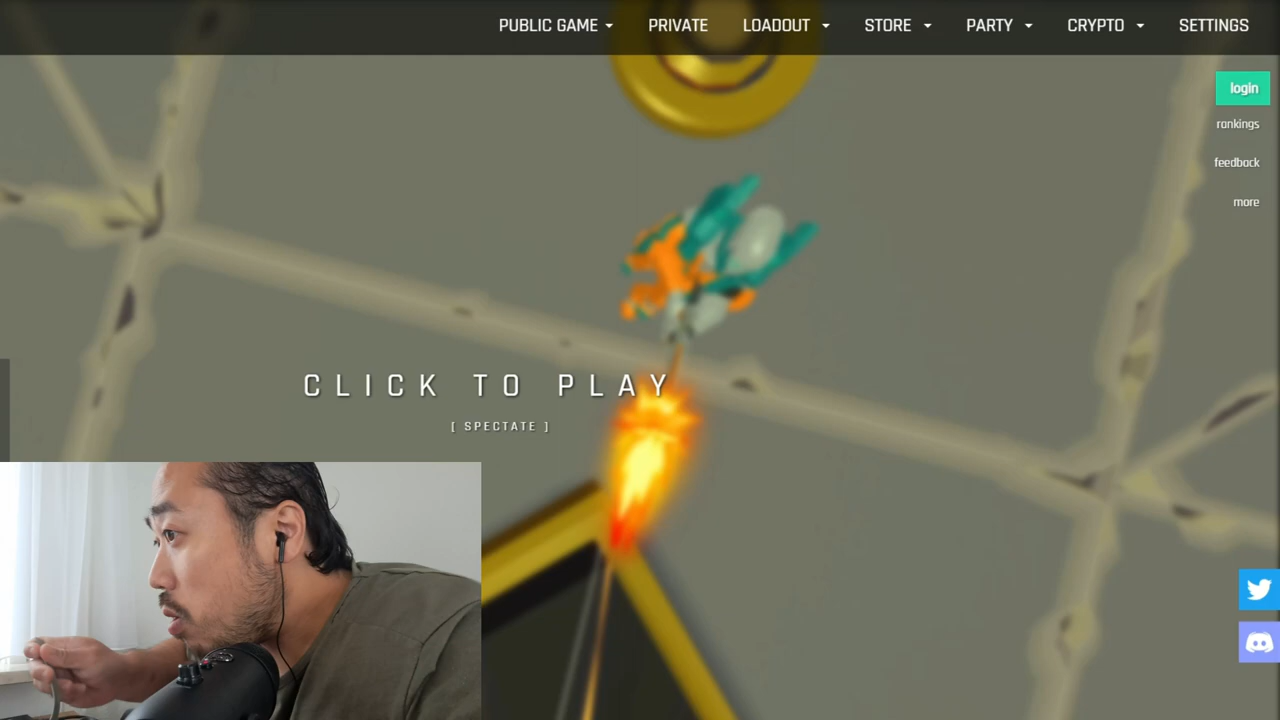 PUBLIC GAME PRIVATE LOADOUT STORE PARTY CRYPTO SETTINGS
login
rankings
feedback
more
CLICK TO PLAY
[ SPECTATE ]